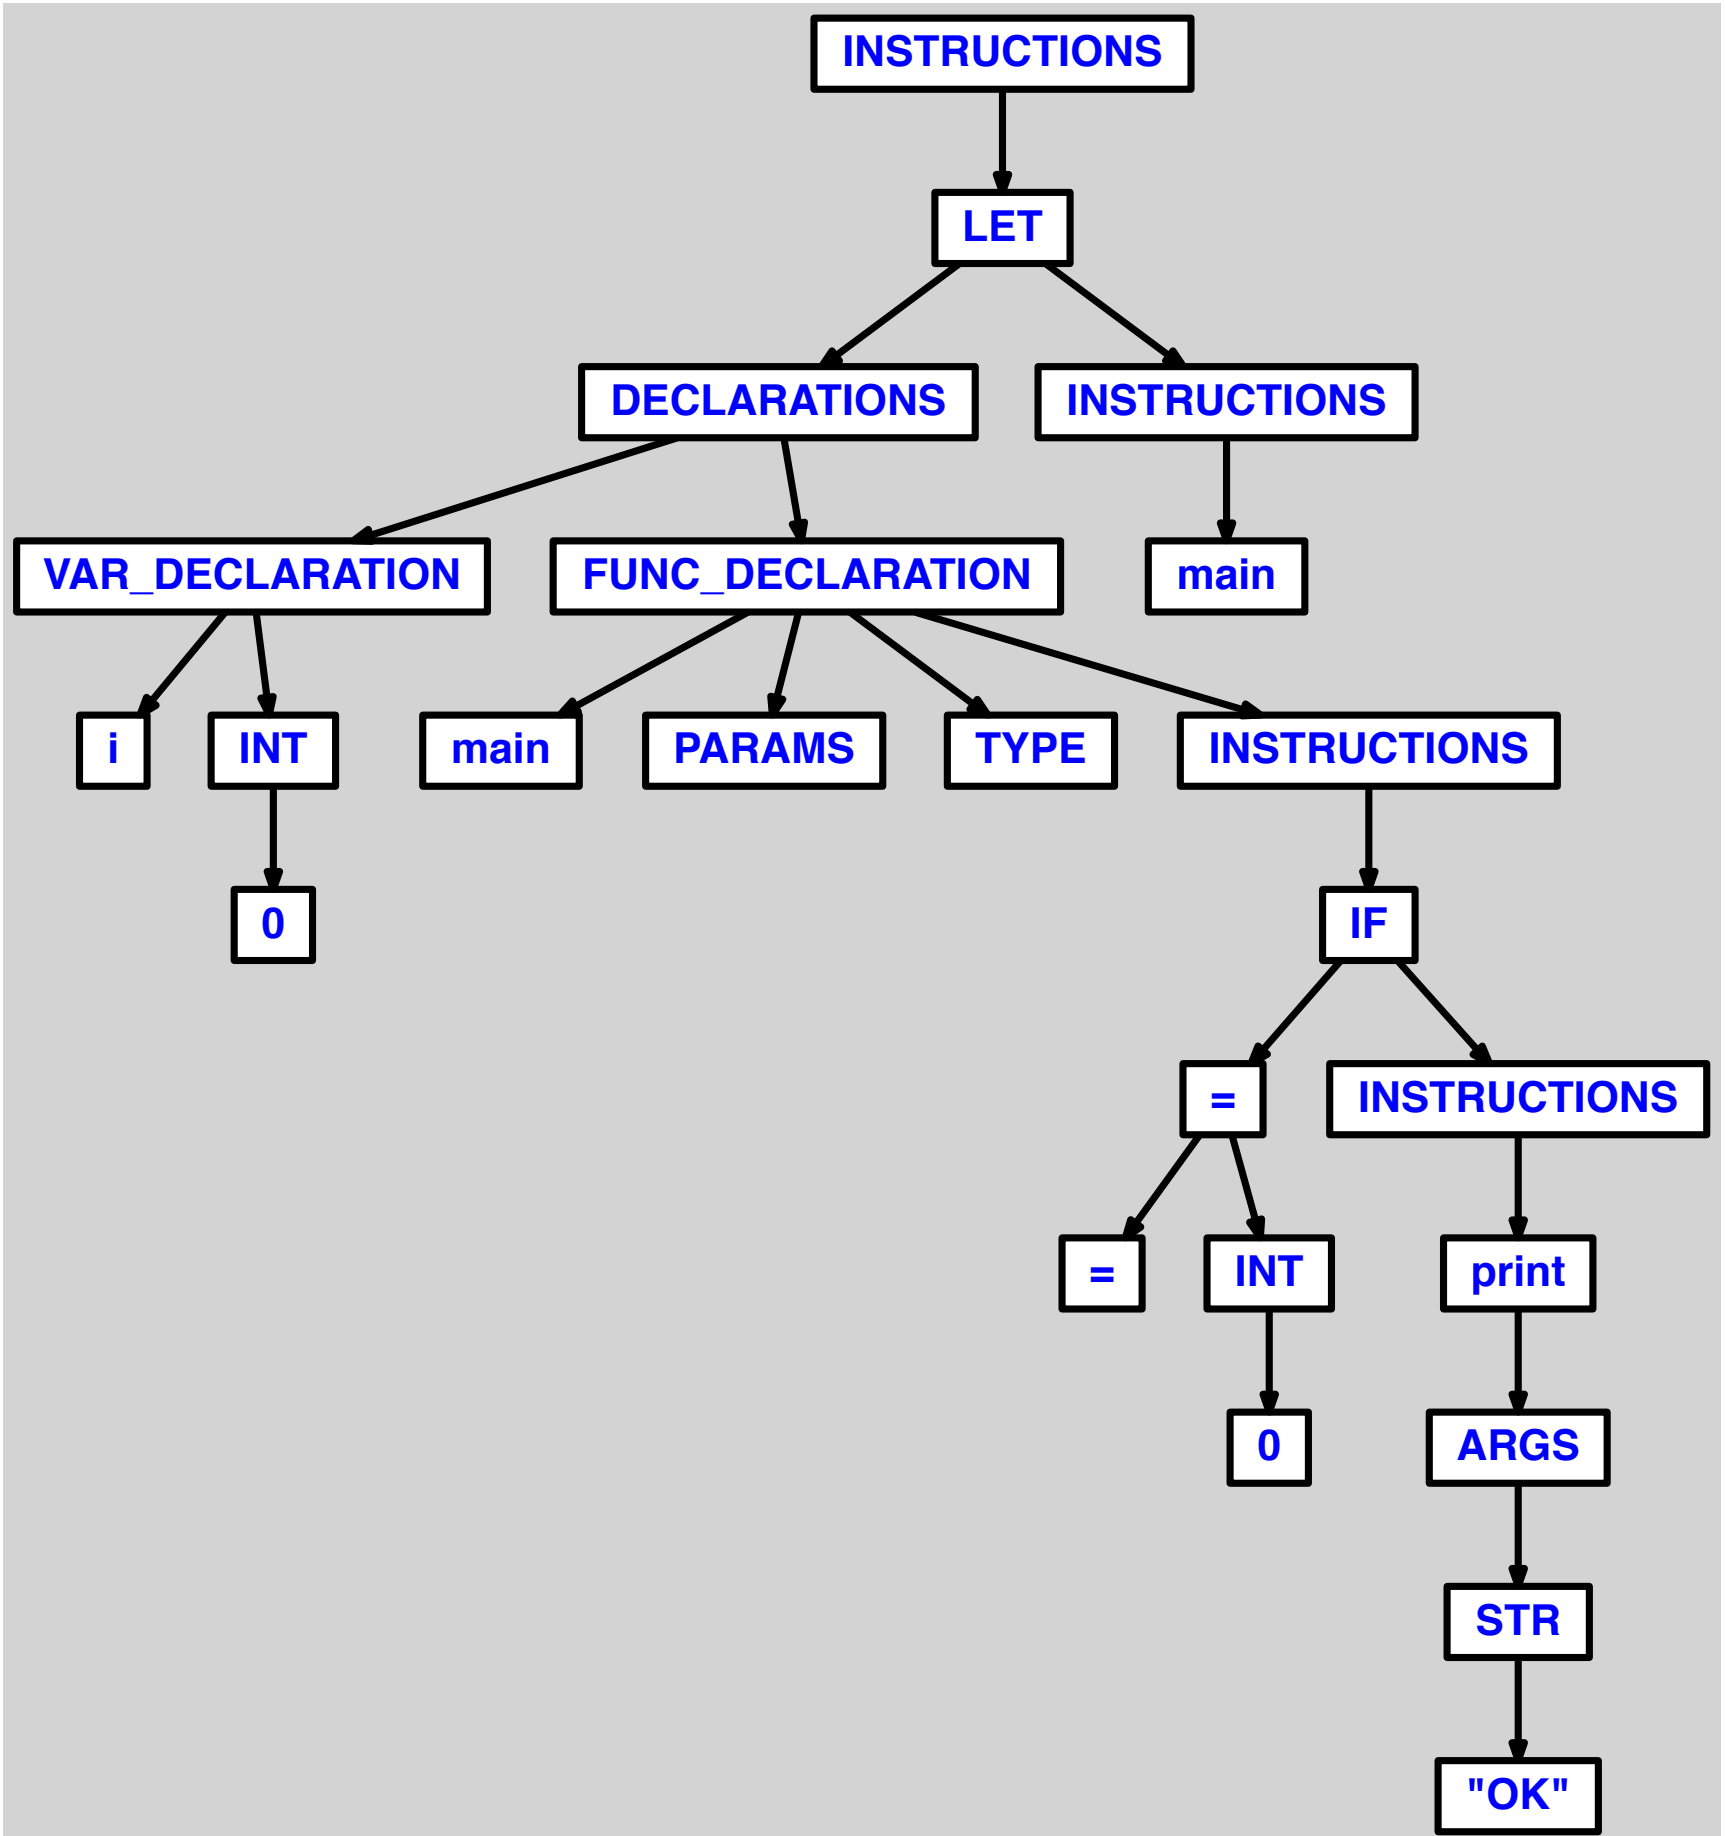 INSTRUCTIONS
LET
DECLARATIONS INSTRUCTIONS
VAR_DECLARATION FUNC_DECLARATION main
i INT main PARAMS TYPE INSTRUCTIONS
0 IF
= INSTRUCTIONS
= INT print
0 ARGS
STR
"OK"